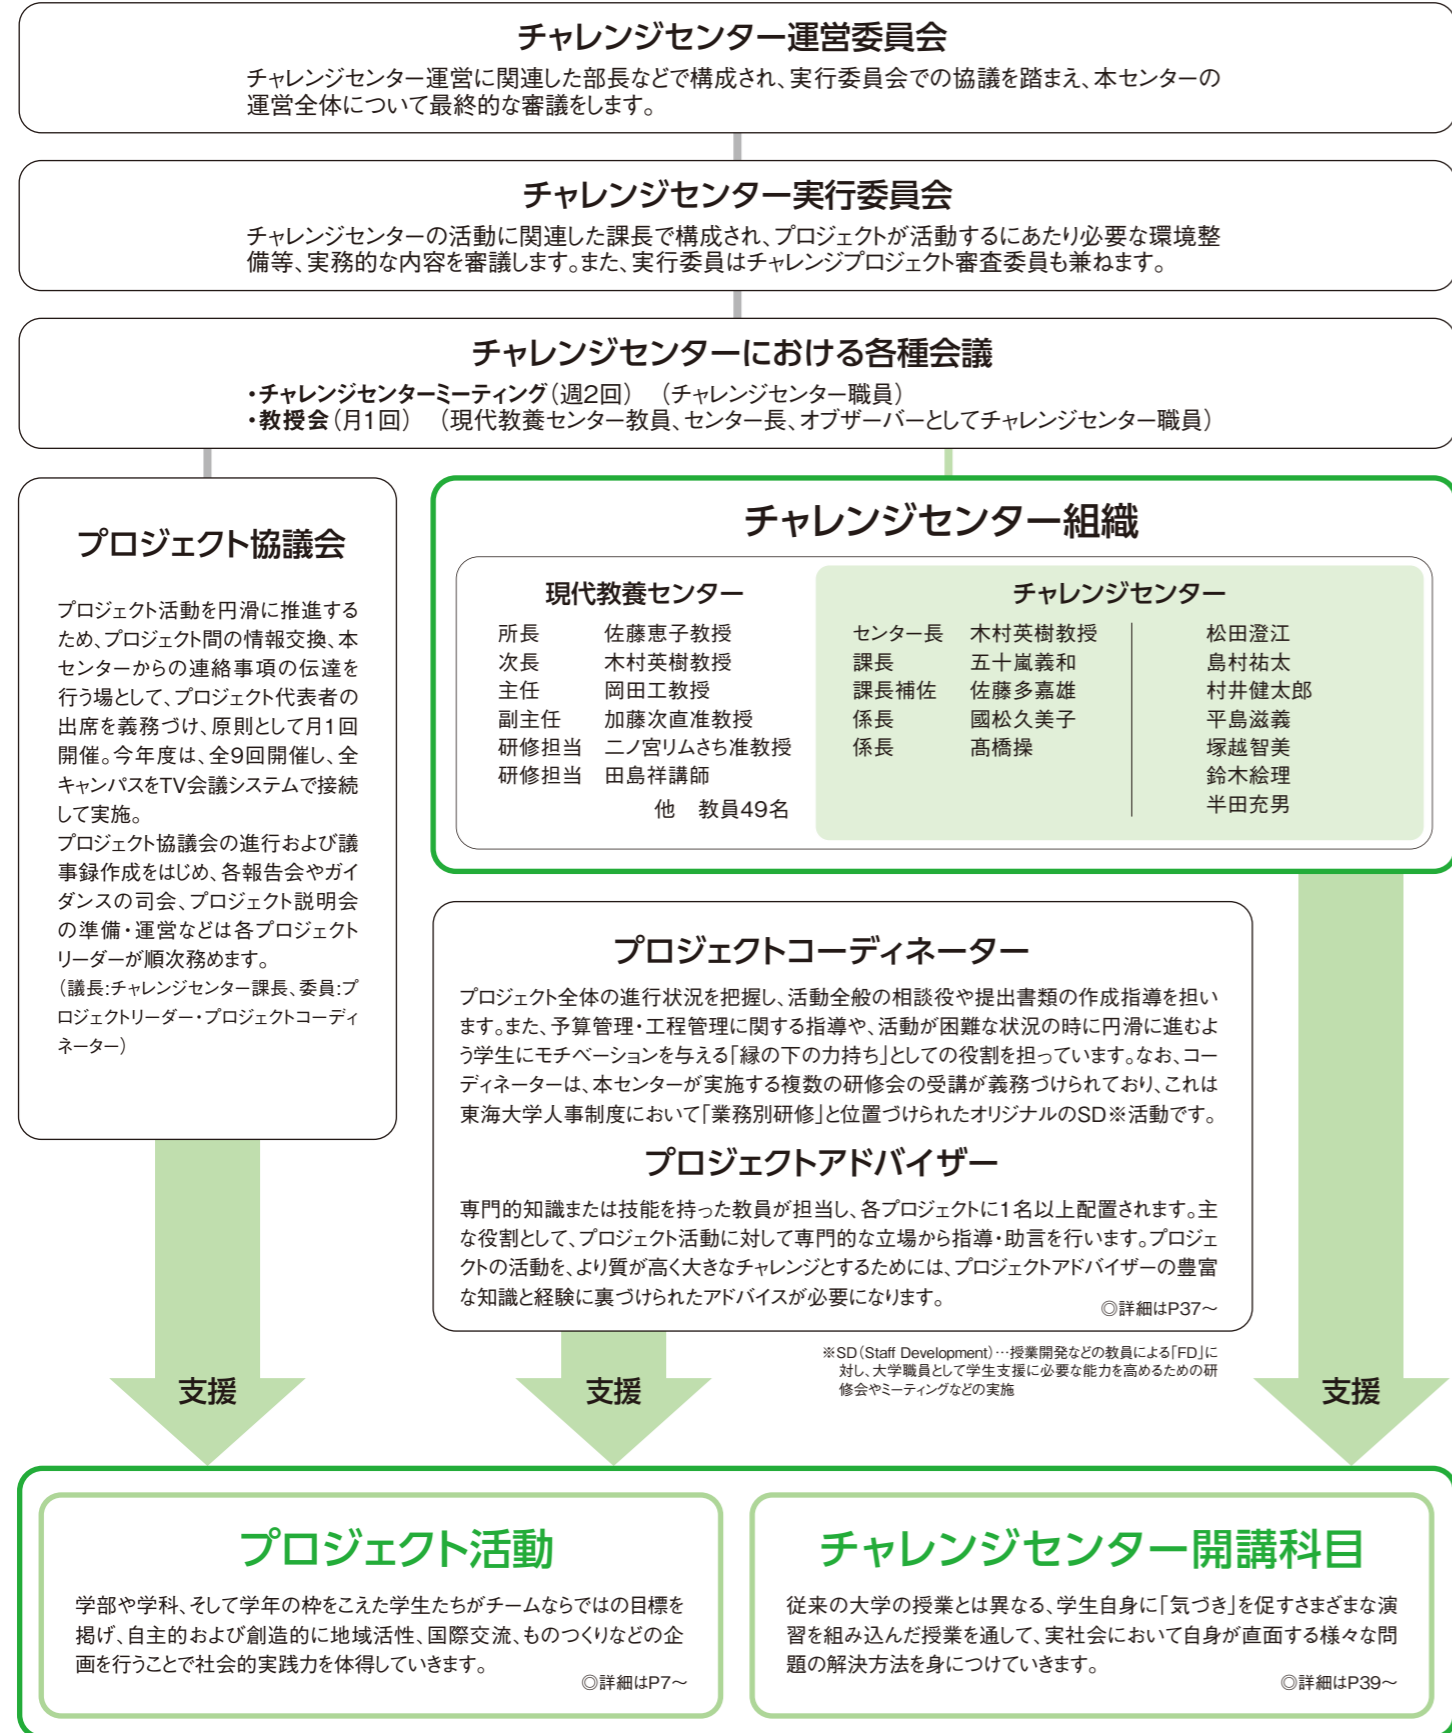 チャレンジセンター運営委員会
チャレンジセンター運営に関連した部長などで構成され、実行委員会での協議を踏まえ、本センターの
運営全体について最終的な審議をします。
チャレンジセンター実行委員会
チャレンジセンターの活動に関連した課長で構成され、プロジェクトが活動するにあたり必要な環境整
備等、実務的な内容を審議します。また、実行委員はチャレンジプロジェクト審査委員も兼ねます。
チャレンジセンターにおける各種会議
・チャレンジセンターミーティング（週2回）　（チャレンジセンター職員）
・教授会（月1回）　（現代教養センター教員、センター長、オブザーバーとしてチャレンジセンター職員）
プロジェクト協議会
プロジェクト活動を円滑に推進する
ため、プロジェクト間の情報交換、本
センターからの連絡事項の伝達を
行う場として、プロジェクト代表者の
出席を義務づけ、原則として月1回
開催。今年度は、全9回開催し、全
キャンパスをTV会議システムで接続
して実施。
プロジェクト協議会の進行および議
事録作成をはじめ、各報告会やガイ
ダンスの司会、プロジェクト説明会
の準備・運営などは各プロジェクト
リーダーが順次務めます。
（議長:チャレンジセンター課長、委員:プ
ロジェクトリーダー・プロジェクトコーディ
ネーター）
チャレンジセンター組織
現代教養センター
所長　佐藤恵子教授
次長　木村英樹教授
主任　岡田工教授
副主任　加藤次直准教授
研修担当　二ノ宮リムさち准教授
研修担当　田島祥講師
他　教員49名
チャレンジセンター
センター長　木村英樹教授
課長　五十嵐義和
課長補佐　佐藤多嘉雄
係長　國松久美子
係長　髙橋操
松田澄江
島村祐太
村井健太郎
平島滋義
塚越智美
鈴木絵理
半田充男
プロジェクトコーディネーター
プロジェクト全体の進行状況を把握し、活動全般の相談役や提出書類の作成指導を担い
ます。また、予算管理・工程管理に関する指導や、活動が困難な状況の時に円滑に進むよ
う学生にモチベーションを与える「縁の下の力持ち」としての役割を担っています。なお、コー
ディネーターは、本センターが実施する複数の研修会の受講が義務づけられており、これは
東海大学人事制度において「業務別研修」と位置づけられたオリジナルのSD※活動です。
プロジェクトアドバイザー
専門的知識または技能を持った教員が担当し、各プロジェクトに1名以上配置されます。主
な役割として、プロジェクト活動に対して専門的な立場から指導・助言を行います。プロジェ
クトの活動を、より質が高く大きなチャレンジとするためには、プロジェクトアドバイザーの豊富
な知識と経験に裏づけられたアドバイスが必要になります。
◎詳細はP37～
※SD（Staff Development）…授業開発などの教員による「FD」に
対し、大学職員として学生支援に必要な能力を高めるための研
修会やミーティングなどの実施
支援
支援
支援
プロジェクト活動
学部や学科、そして学年の枠をこえた学生たちがチームならではの目標を
掲げ、自主的および創造的に地域活性、国際交流、ものつくりなどの企
画を行うことで社会的実践力を体得していきます。
◎詳細はP7～
チャレンジセンター開講科目
従来の大学の授業とは異なる、学生自身に「気づき」を促すさまざまな演
習を組み込んだ授業を通して、実社会において自身が直面する様々な問
題の解決方法を身につけていきます。
◎詳細はP39～